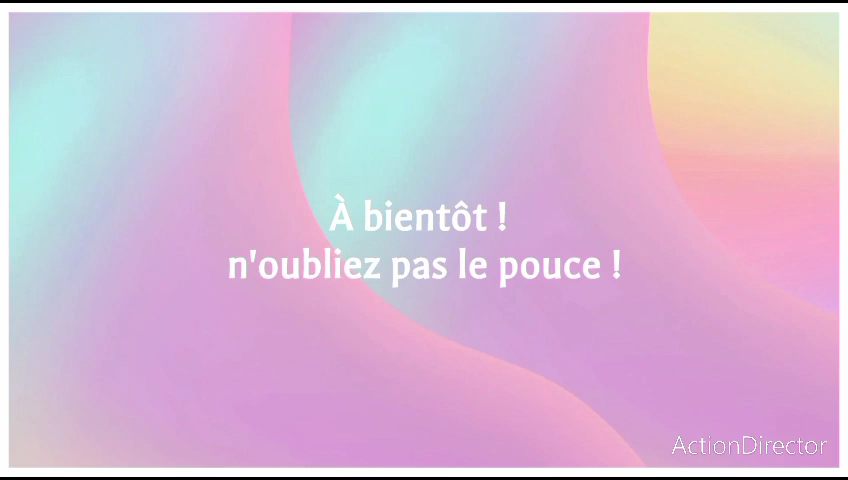 À bientôt !
n'oubliez pas le pouce !
ActionDirector